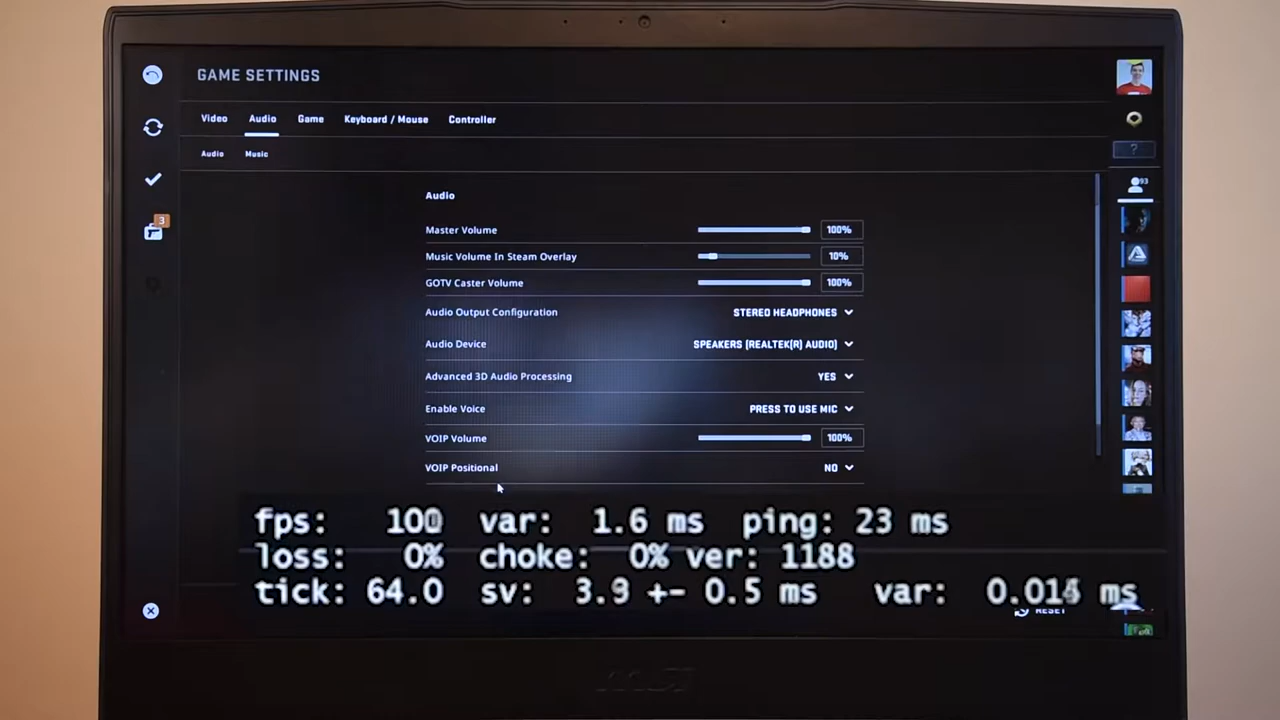 GAME SETTINGS
Video Audio Game Keyboard / Mouse Controller
Audio Music
?
3
93
Audio
Master Volume 100%
Music Volume In Steam Overlay 10%
GOTV Caster Volume 100%
Audio Output Configuration STEREO HEADPHONES
Audio Device SPEAKERS (REALTEK(R) AUDIO)
Advanced 3D Audio Processing YES
Enable Voice PRESS TO USE MIC
VOIP Volume 100%
VOIP Positional NO
fps: 100 var: 1.6 ms ping: 23 ms
loss: 0% choke: 0% ver: 1188
tick: 64.0 sv: 3.9 +- 0.5 ms var: ms
RESET
msi